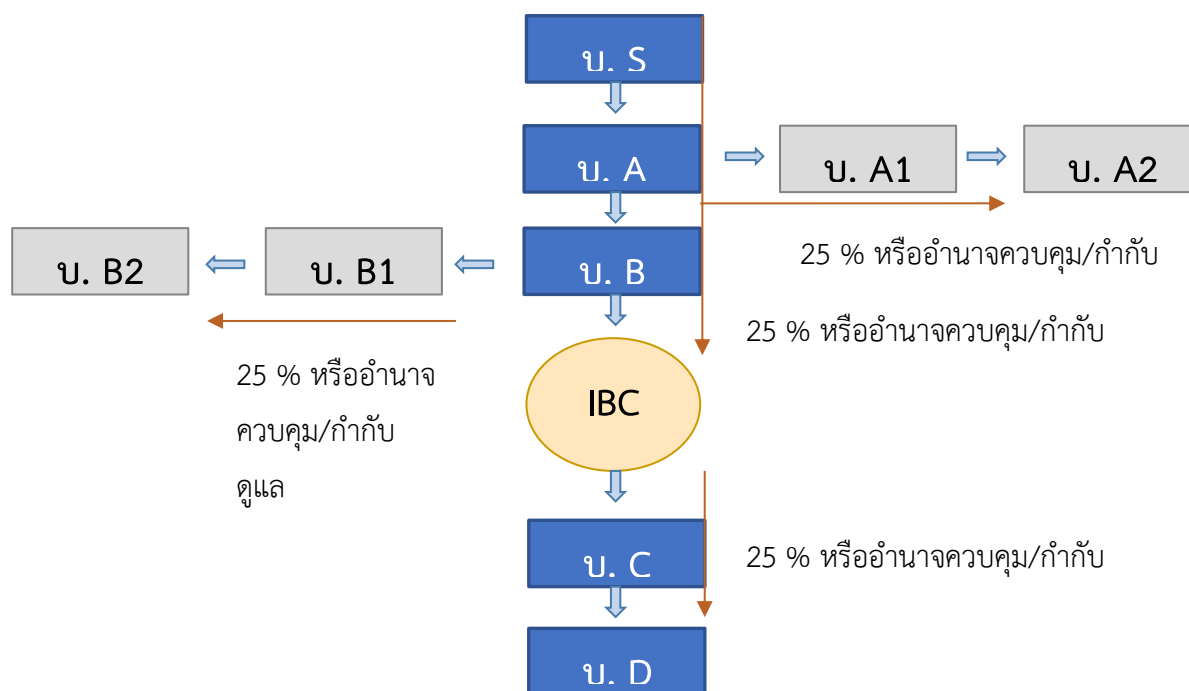 บ. S
บ. A
บ. A1
บ. A2
25 % หรืออำนาจควบคุม/กำกับ
บ. B2
บ. B1
บ. B
25 % หรืออำนาจควบคุม/กำกับ
25 % หรืออำนาจ
ควบคุม/กำกับ
ดูแล
IBC
บ. C
25 % หรืออำนาจควบคุม/กำกับ
บ. D